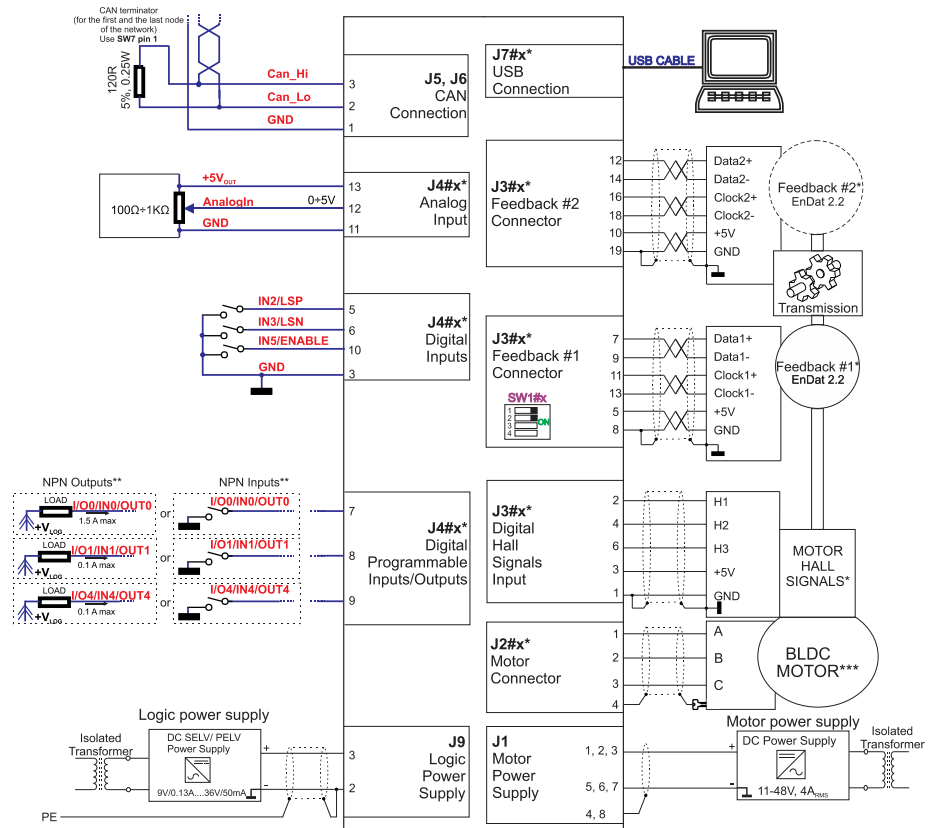 CAN terminator
(for the first and the last node
of the network)
Use SW7 pin 1
120R
5%, 0.25W
Can_Hi
3
Can_Lo
2
GND
1
J5, J6
CAN
Connection
J7#x*
USB
Connection
USB CABLE
100Ω÷1KΩ
+5VOUT
13
AnalogIn
0÷5V
12
GND
11
J4#x*
Analog
Input
J3#x*
Feedback #2
Connector
12
14
16
18
10
19
Data2+
Data2-
Clock2+
Clock2-
+5V
GND
Feedback #2*
EnDat 2.2
Transmission
IN2/LSP
5
IN3/LSN
6
IN5/ENABLE
10
GND
3
J4#x*
Digital
Inputs
J3#x*
Feedback #1
Connector
SW1#x
1
2
3
4
ON
7
9
11
13
5
8
Data1+
Data1-
Clock1+
Clock1-
+5V
GND
Feedback #1*
EnDat 2.2
NPN Outputs**
NPN Inputs**
LOAD
I/O0/IN0/OUT0
1.5 A max
+VLOG
or
I/O0/IN0/OUT0
7
LOAD
I/O1/IN1/OUT1
0.1 A max
+VLOG
or
I/O1/IN1/OUT1
8
LOAD
I/O4/IN4/OUT4
0.1 A max
+VLOG
or
I/O4/IN4/OUT4
9
J4#x*
Digital
Programmable
Inputs/Outputs
J3#x*
Digital
Hall
Signals
Input
2
4
6
3
1
H1
H2
H3
+5V
GND
MOTOR
HALL
SIGNALS*
J2#x*
Motor
Connector
1
2
3
4
A
B
C
BLDC
MOTOR***
Logic power supply
Isolated
Transformer
DC SELV/ PELV
Power Supply
9V/0.13A....36V/50mA
+
-
3
2
PE
J9
Logic
Power
Supply
J1
Motor
Power
Supply
1, 2, 3
5, 6, 7
4, 8
Motor power supply
+
-
DC Power Supply
11-48V, 4ARMS
Isolated
Transformer